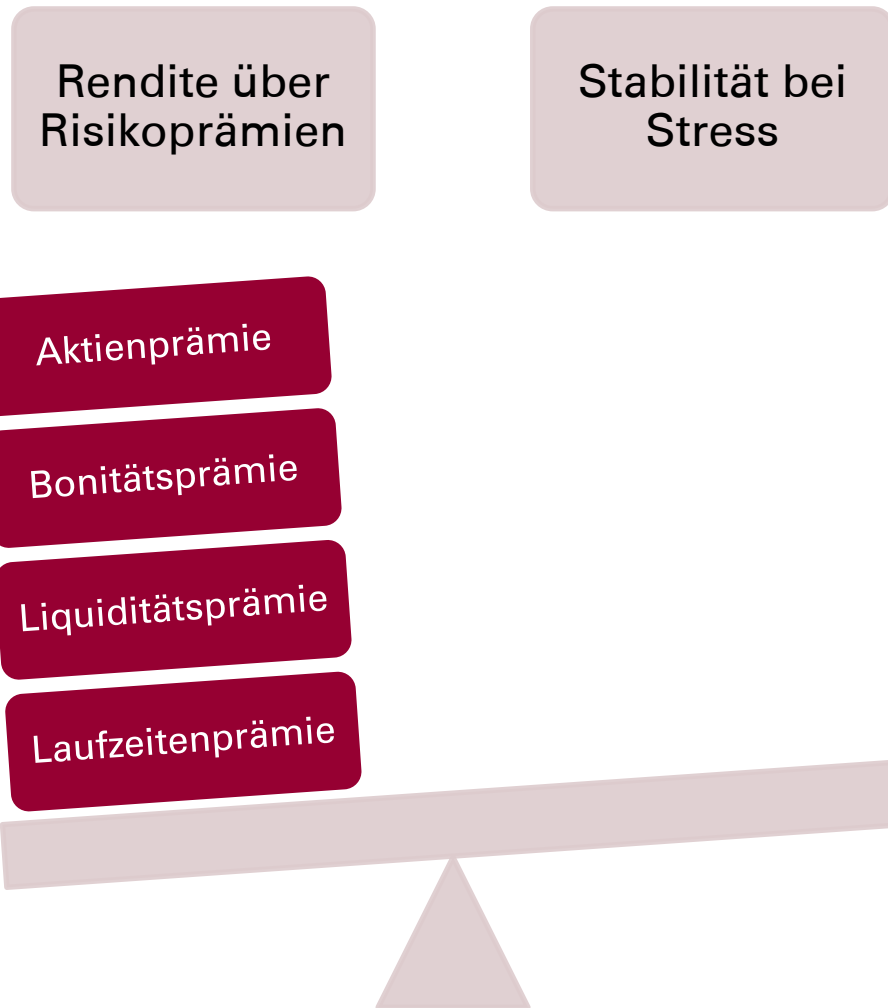 Rendite über
Risikoprämien
Stabilität bei
Stress
Aktienprämie
Bonitätsprämie
Liquiditätsprämie
Laufzeitenprämie